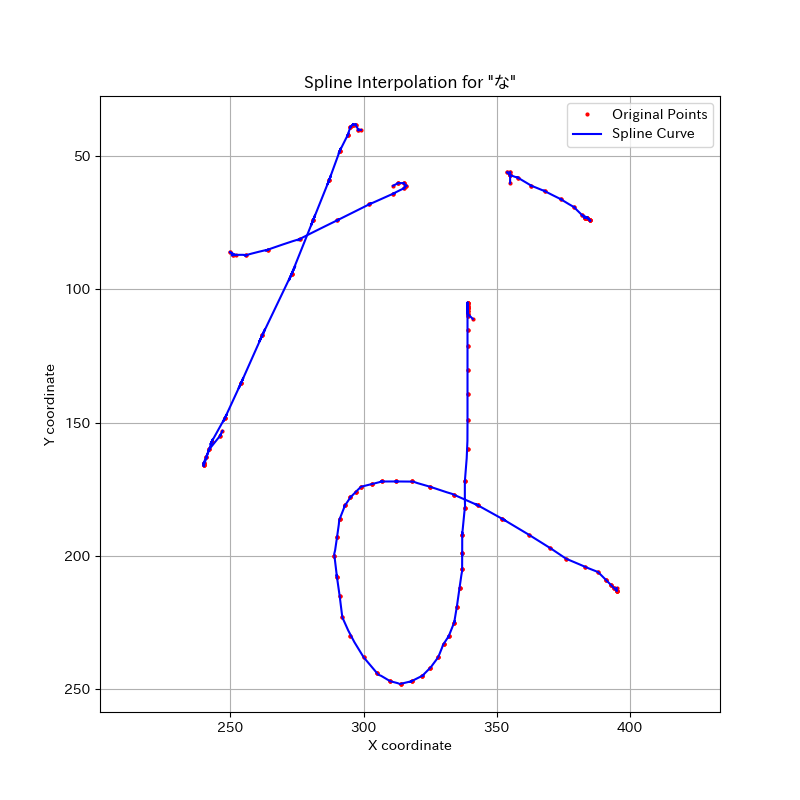 Spline Interpolation for "な"
Original Points
Spline Curve
Y coordinate
50
100
150
200
250
な
250
300
350
400
X coordinate